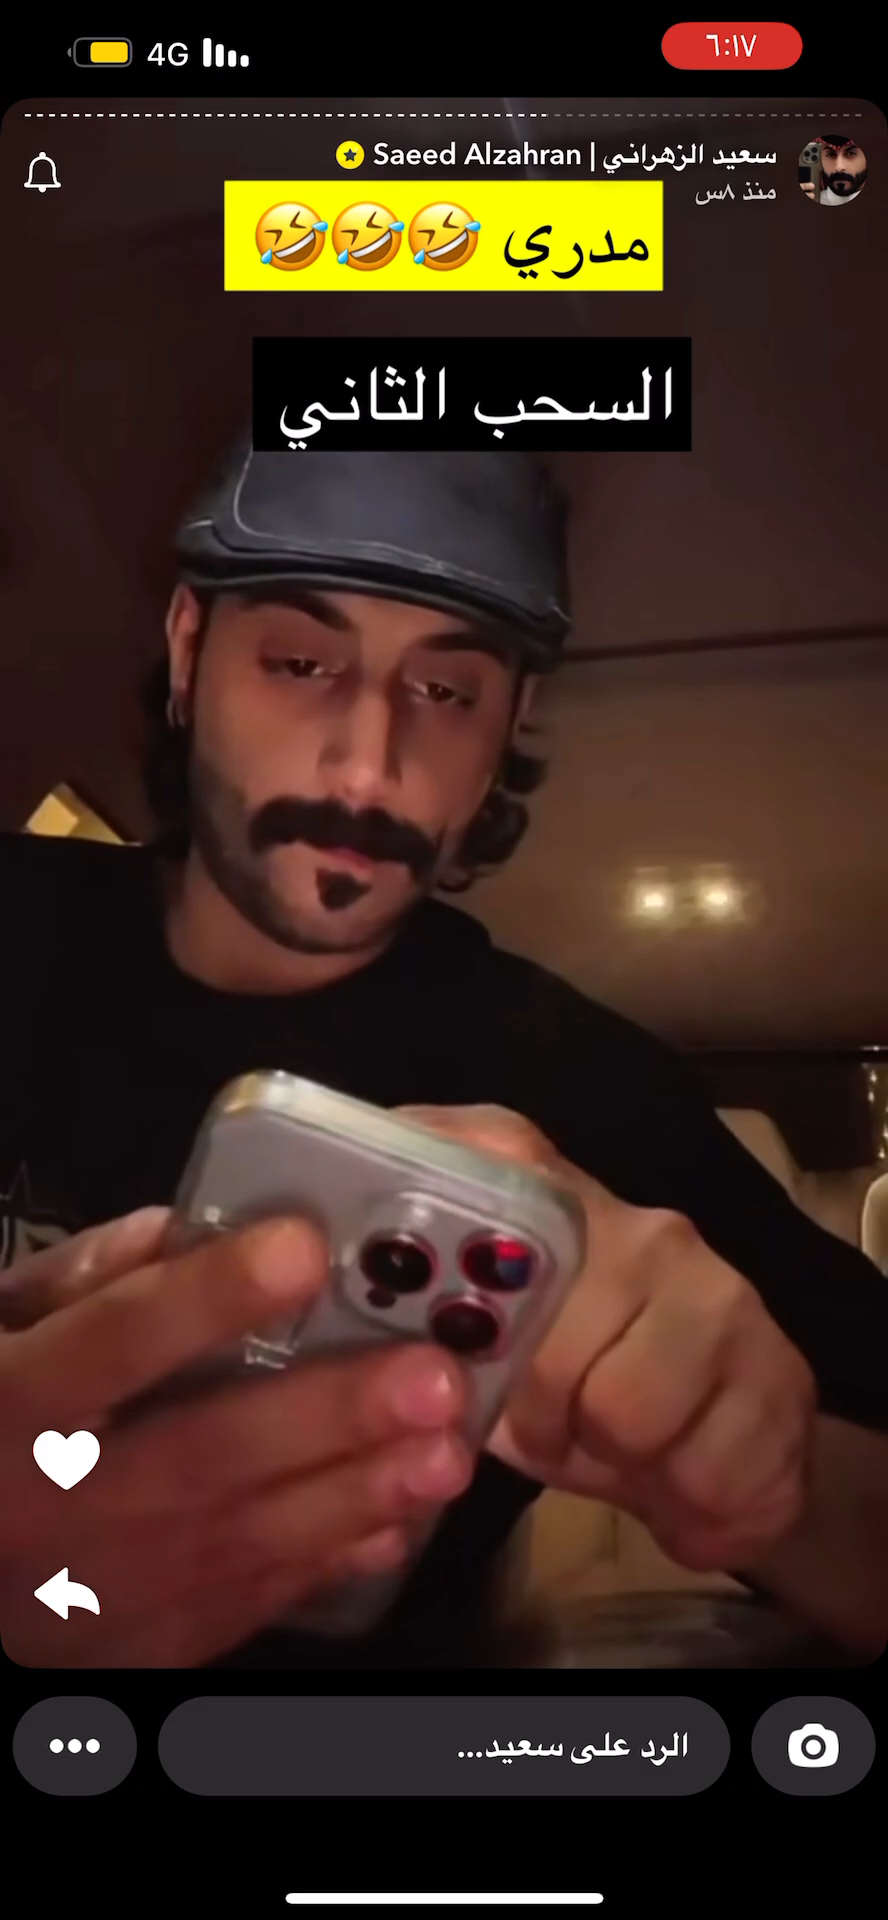 4G ٦:١٧
سعيد الزهراني | Saeed Alzahran
منذ ٨س
مدري 🤣🤣🤣
السحب الثاني
الرد على سعيد...